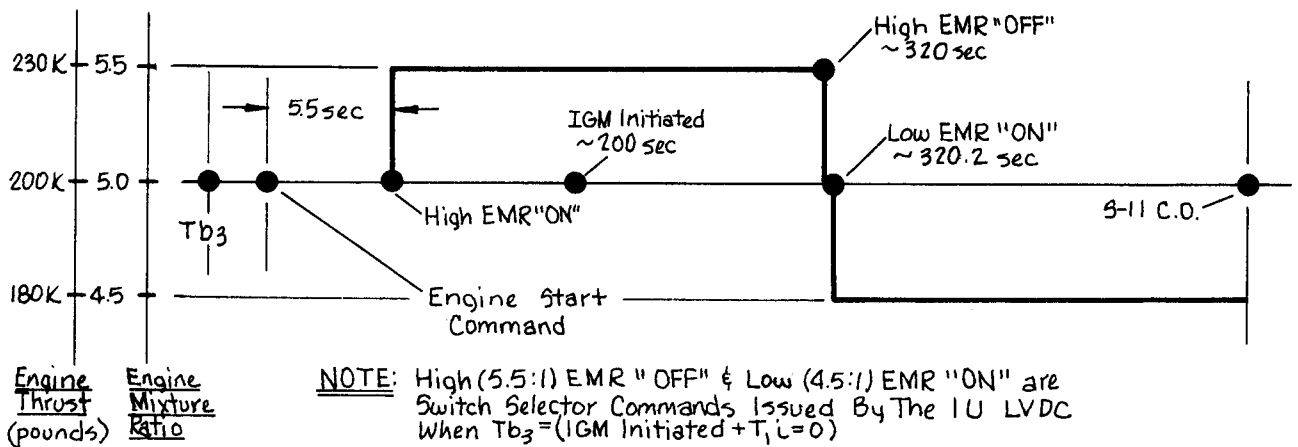 High EMR "OFF"
~320 sec
230K 5.5
5.5 sec
IGM Initiated
~200 sec
Low EMR "ON"
~320.2 sec
200K 5.0
Tb3
High EMR "ON"
S-11 C.O.
180K 4.5
Engine Start
Command
Engine
Thrust
(pounds)
Engine
Mixture
Ratio
NOTE: High (5.5:1) EMR "OFF" & Low (4.5:1) EMR "ON" are
Switch Selector Commands Issued By The IU LVDC
When Tb3=(IGM Initiated + T,i=0)